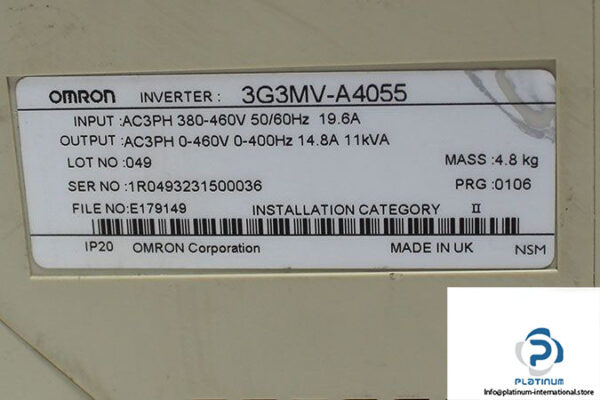 OMRON INVERTER : 3G3MV-A4055
INPUT :AC3PH 380-460V 50/60Hz 19.6A
OUTPUT :AC3PH 0-460V 0-400Hz 14.8A 11kVA
LOT NO :049 MASS :4.8 kg
SER NO :1R0493231500036 PRG :0106
FILE NO:E179149 INSTALLATION CATEGORY II
IP20 OMRON Corporation MADE IN UK NSM
PLATINUM
Info@platinum-international.store